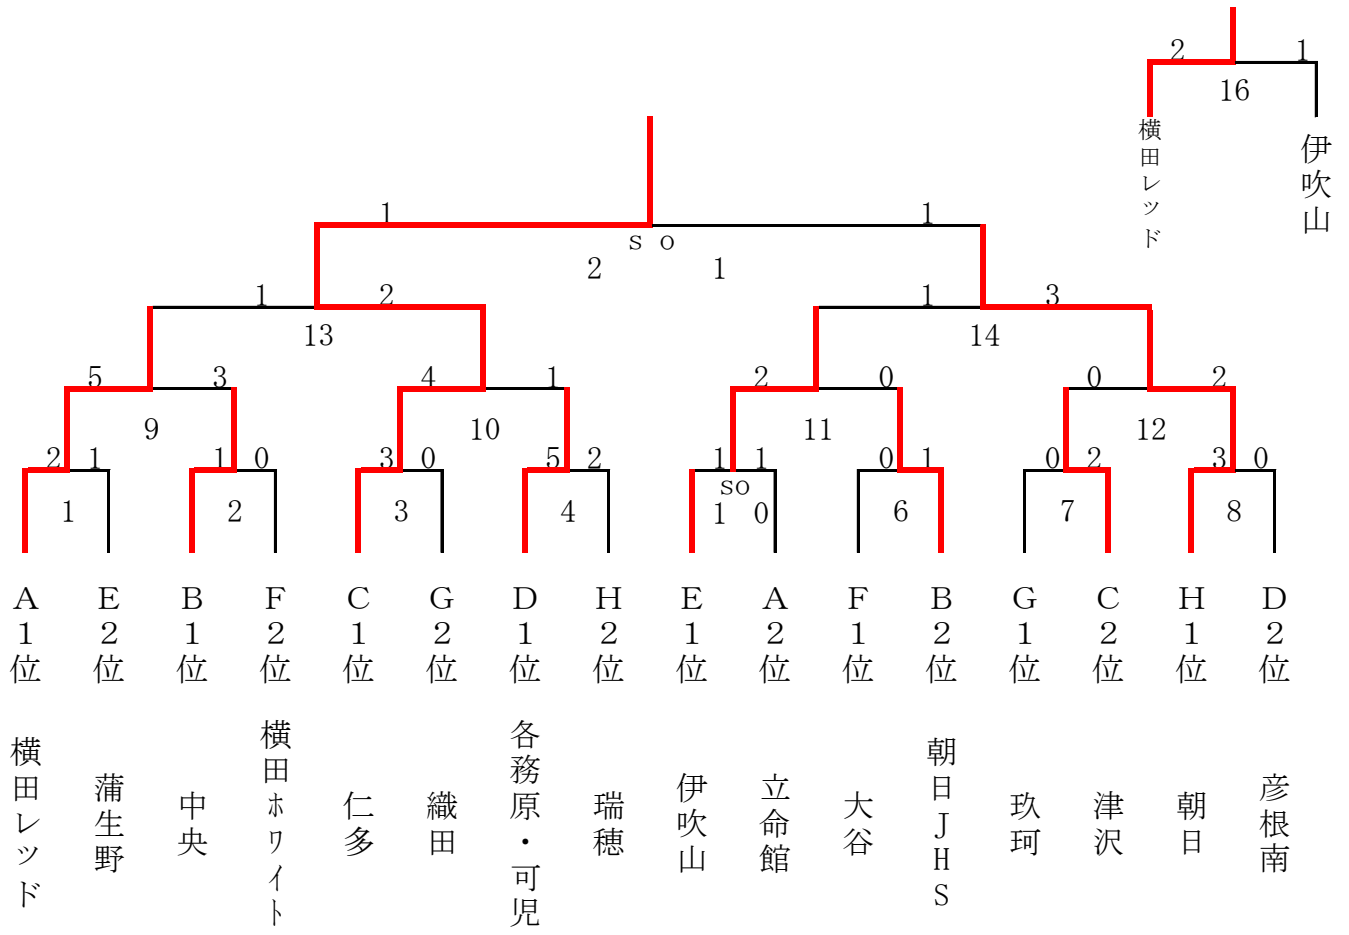 2 1
16
横田レッド
伊吹山
1 1
ｓ ｏ
2 1
1 2 1 3
13 14
5 3 4 1 2 0 0 2
9 10 11 12
2 1 1 0 3 0 5 2 1 1 0 1 0 2 3 0
so
1 0
1 2 3 4 6 7 8
A1位 E2位 B1位 F2位 C1位 G2位 D1位 H2位 E1位 A2位 F1位 B2位 G1位 C2位 H1位 D2位
横田レッド
蒲生野
中央
横田ﾎﾜｲﾄ
仁多
織田
各務原・可児
瑞穂
伊吹山
立命館
大谷
朝日JHS
玖珂
津沢
朝日
彦根南